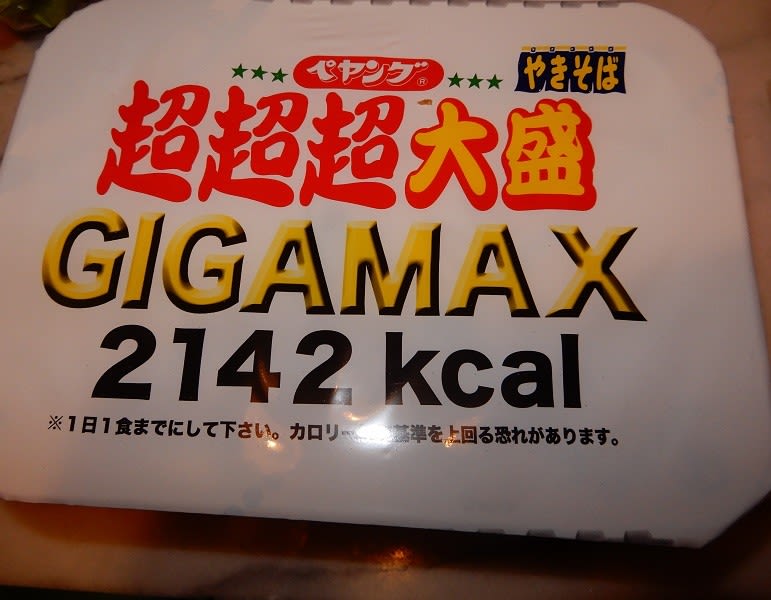 ★★★ペヤング®★★★ やきそば
超超超大盛
GIGAMAX
2142 kcal
※1日1食までにして下さい。カロリー 基準を上回る恐れがあります。